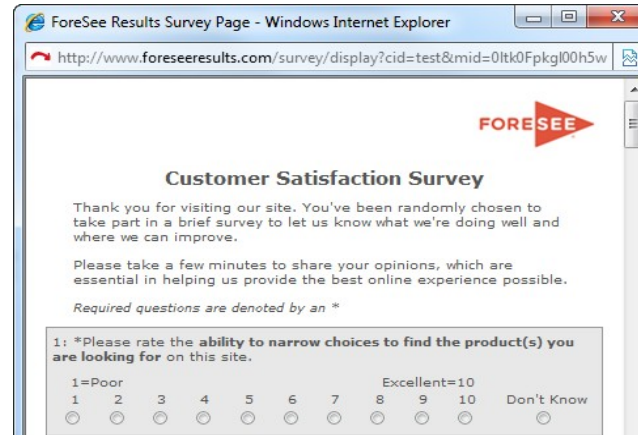 ForeSee Results Survey Page - Windows Internet Explorer
http://www.foreseeresults.com/survey/display?cid=test&mid=0Itk0Fpkgl00h5w
FORESEE
Customer Satisfaction Survey
Thank you for visiting our site. You've been randomly chosen to
take part in a brief survey to let us know what we're doing well and
where we can improve.
Please take a few minutes to share your opinions, which are
essential in helping us provide the best online experience possible.
Required questions are denoted by an *
1: *Please rate the ability to narrow choices to find the product(s) you
are looking for on this site.
1=Poor Excellent=10
1 2 3 4 5 6 7 8 9 10 Don't Know